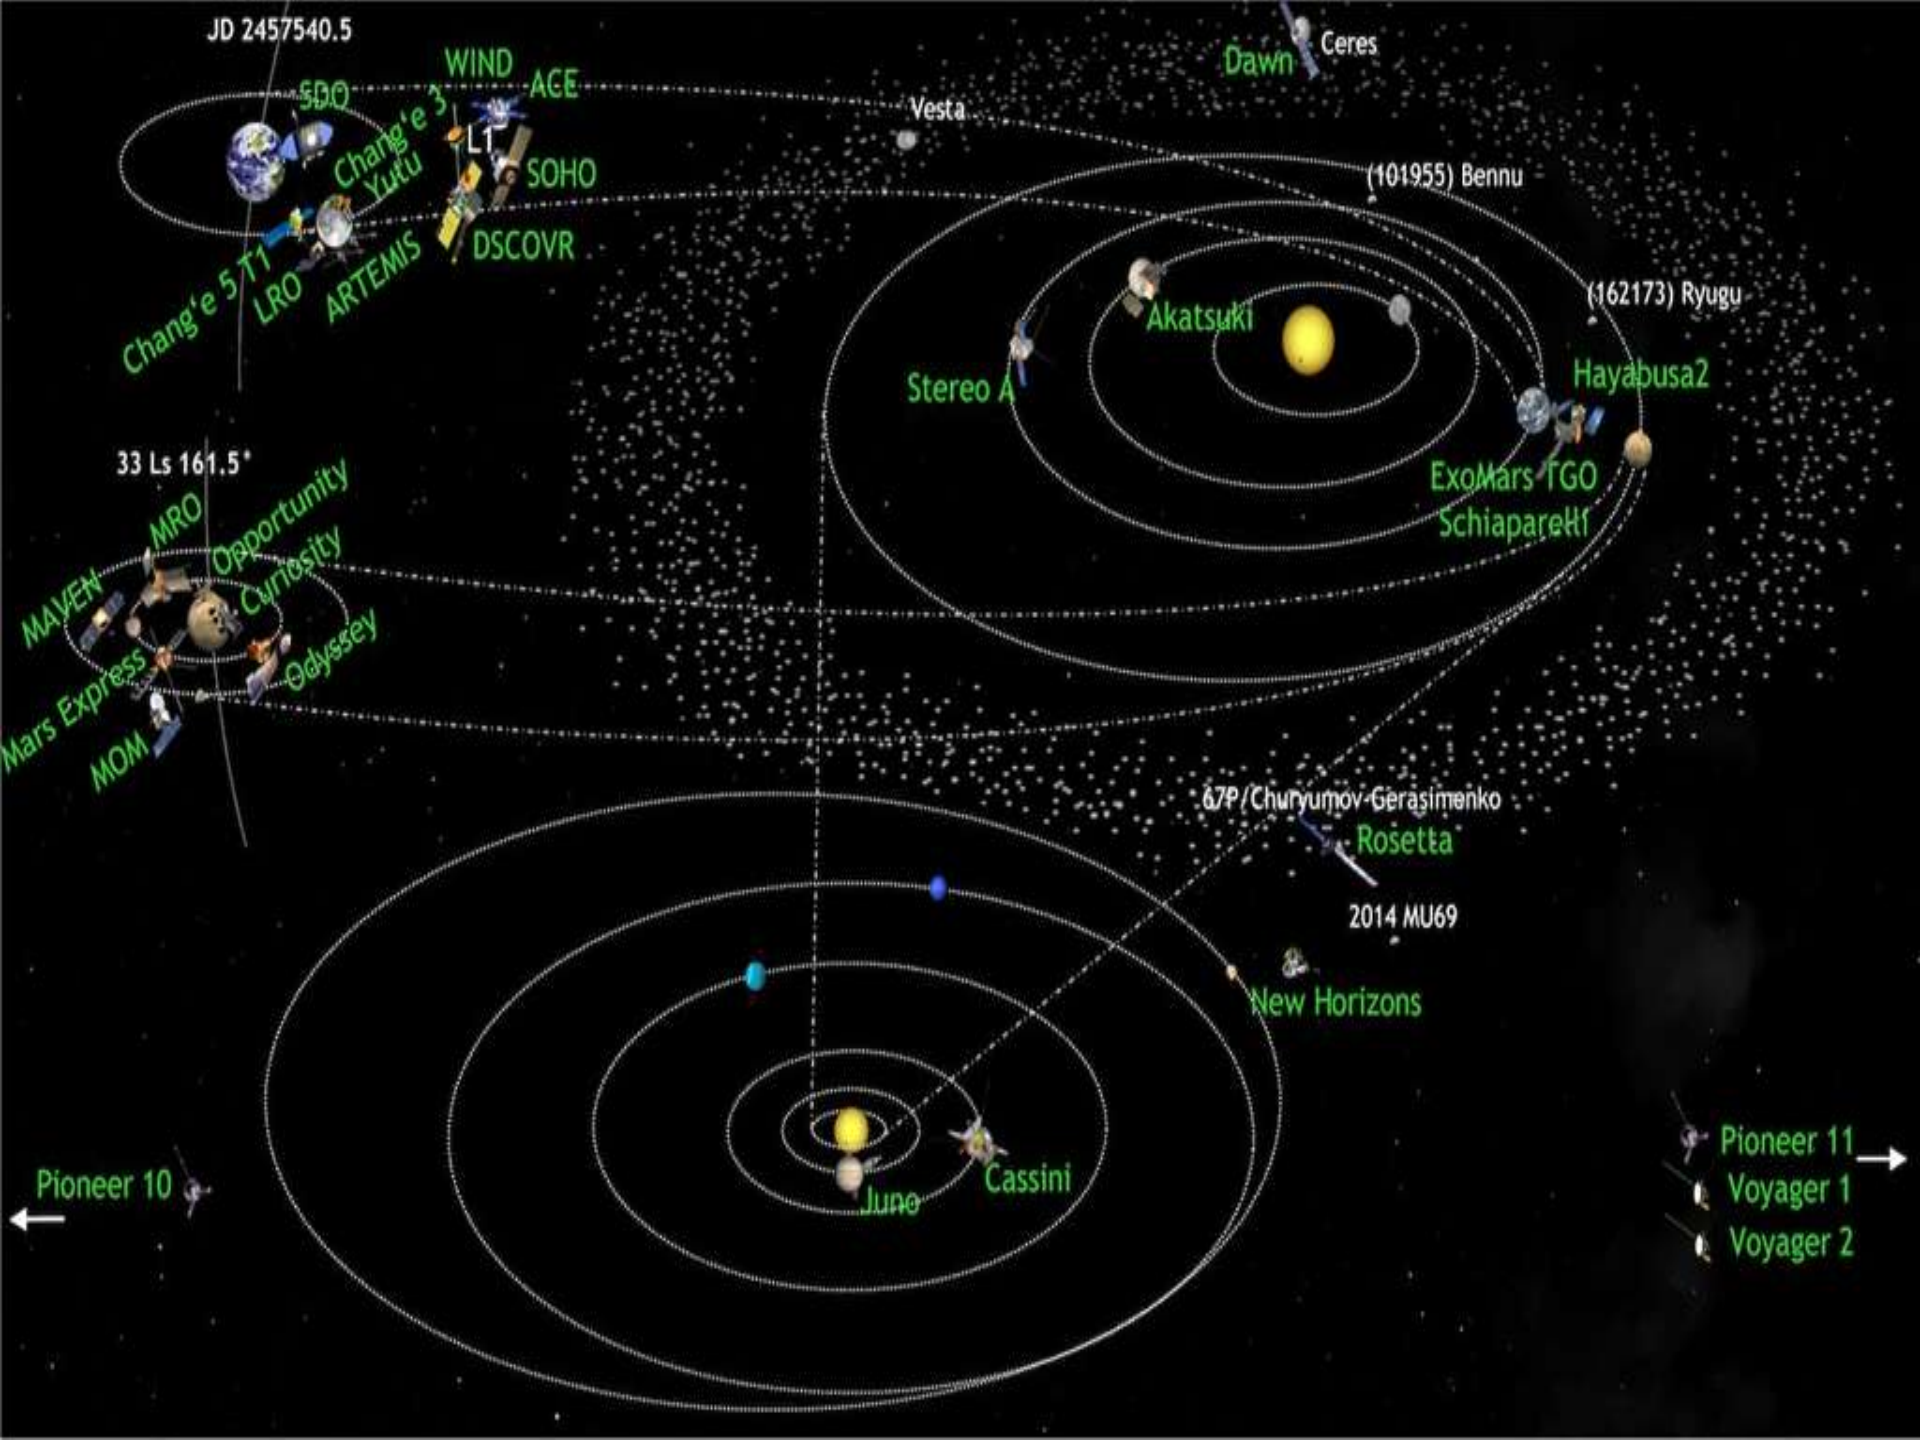 JD 2457540.5
SDO
WIND
ACE
Chang'e 3
Yutu
L1
SOHO
DSCOVR
Chang'e 5 T1
LRO
ARTEMIS
Dawn
Ceres
Vesta
(101955) Bennu
(162173) Ryugu
Akatsuki
Stereo A
Hayabusa2
ExoMars TGO
Schiaparelli
33 Ls 161.5°
MRO
Opportunity
Curiosity
MAVEN
Odyssey
Mars Express
MOM
67P/Churyumov-Gerasimenko
Rosetta
2014 MU69
New Horizons
Cassini
Juno
Pioneer 10
Pioneer 11
Voyager 1
Voyager 2